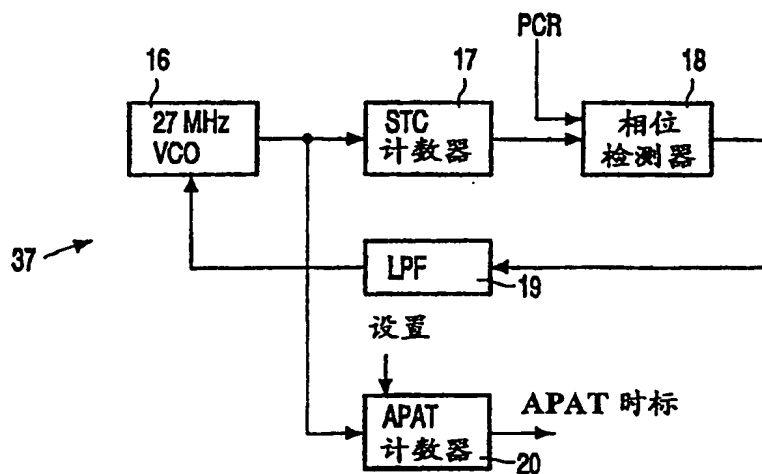 PCR
16
17
18
27 MHz
VCO
STC
计数器
相位
检测器
37
LPF
19
设置
APAT
计数器
APAT 时标
20